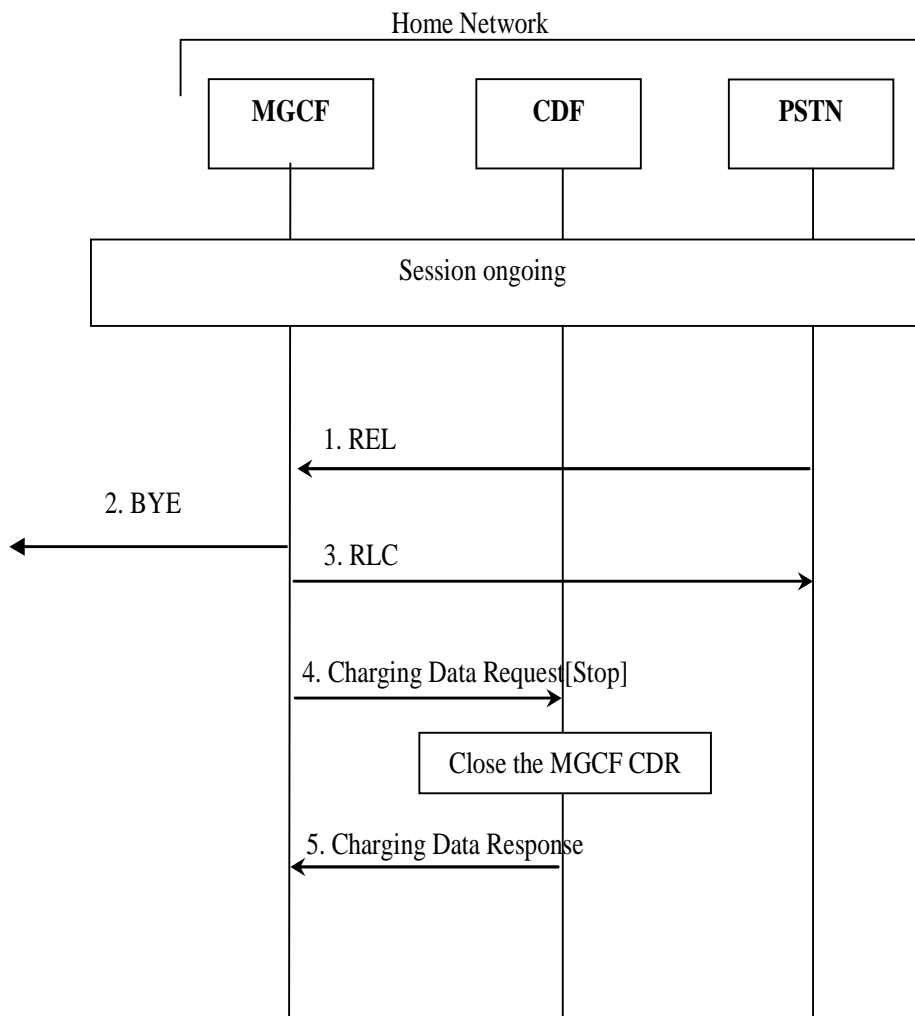 Home Network
MGCF
CDF
PSTN
Session ongoing
1. REL
2. BYE
3. RLC
4. Charging Data Request[Stop]
Close the MGCF CDR
5. Charging Data Response